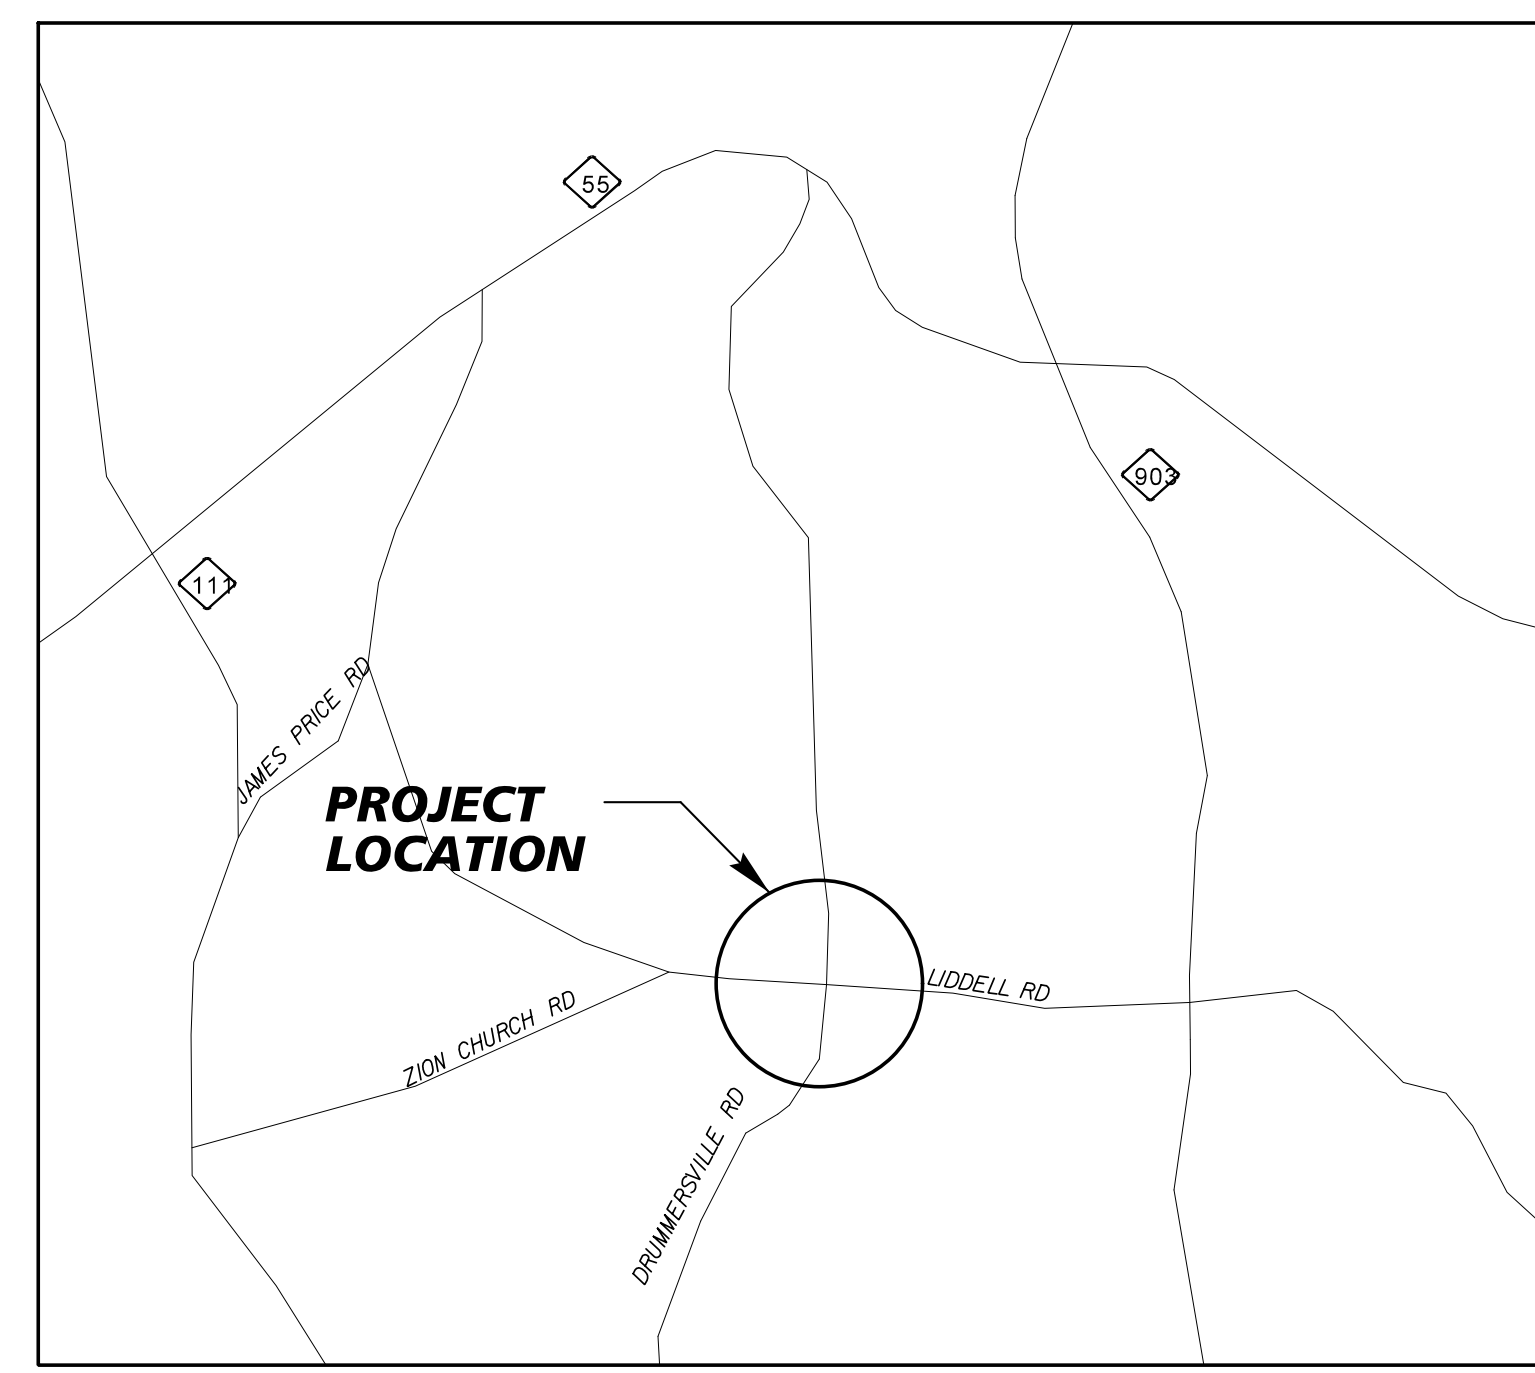 55
903
111
JAMES PRICE RD
PROJECT
LOCATION
LIDDELL RD
ZION CHURCH RD
DRUMMERSVILLE RD